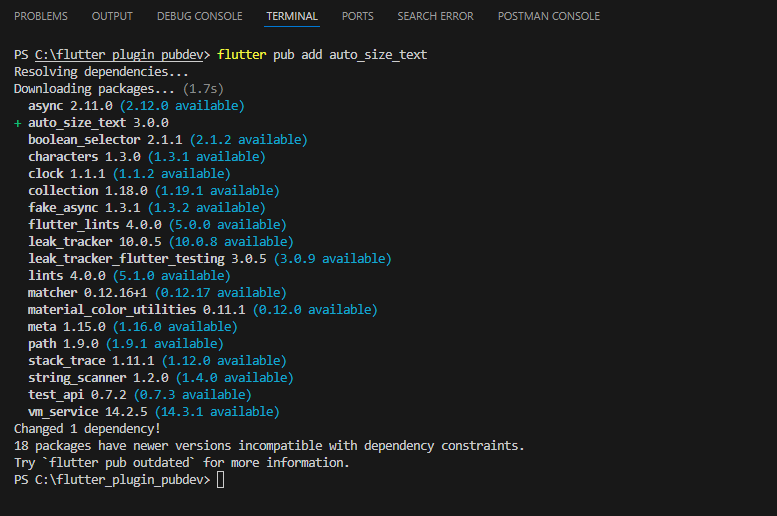 PROBLEMS OUTPUT DEBUG CONSOLE TERMINAL PORTS SEARCH ERROR POSTMAN CONSOLE
PS C:\flutter_plugin_pubdev> flutter pub add auto_size_text
Resolving dependencies...
Downloading packages... (1.7s)
async 2.11.0 (2.12.0 available)
+ auto_size_text 3.0.0
boolean_selector 2.1.1 (2.1.2 available)
characters 1.3.0 (1.3.1 available)
clock 1.1.1 (1.1.2 available)
collection 1.18.0 (1.19.1 available)
fake_async 1.3.1 (1.3.2 available)
flutter_lints 4.0.0 (5.0.0 available)
leak_tracker 10.0.5 (10.0.8 available)
leak_tracker_flutter_testing 3.0.5 (3.0.9 available)
lints 4.0.0 (5.1.0 available)
matcher 0.12.16+1 (0.12.17 available)
material_color_utilities 0.11.1 (0.12.0 available)
meta 1.15.0 (1.16.0 available)
path 1.9.0 (1.9.1 available)
stack_trace 1.11.1 (1.12.0 available)
string_scanner 1.2.0 (1.4.0 available)
test_api 0.7.2 (0.7.3 available)
vm_service 14.2.5 (14.3.1 available)
Changed 1 dependency!
18 packages have newer versions incompatible with dependency constraints.
Try `flutter pub outdated` for more information.
PS C:\flutter_plugin_pubdev>